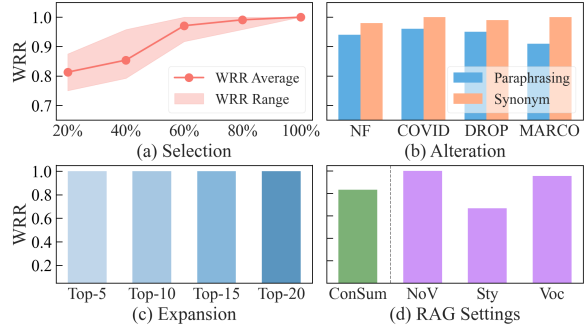 1.0
0.9
0.8
0.7
WRR
WRR Average
WRR Range
20% 40% 60% 80% 100%
(a) Selection
Paraphrasing
Synonym
NF COVID DROP MARCO
(b) Alteration
1.0
0.8
0.6
0.4
0.2
WRR
Top-5 Top-10 Top-15 Top-20
(c) Expansion
ConSum NoV Sty Voc
(d) RAG Settings